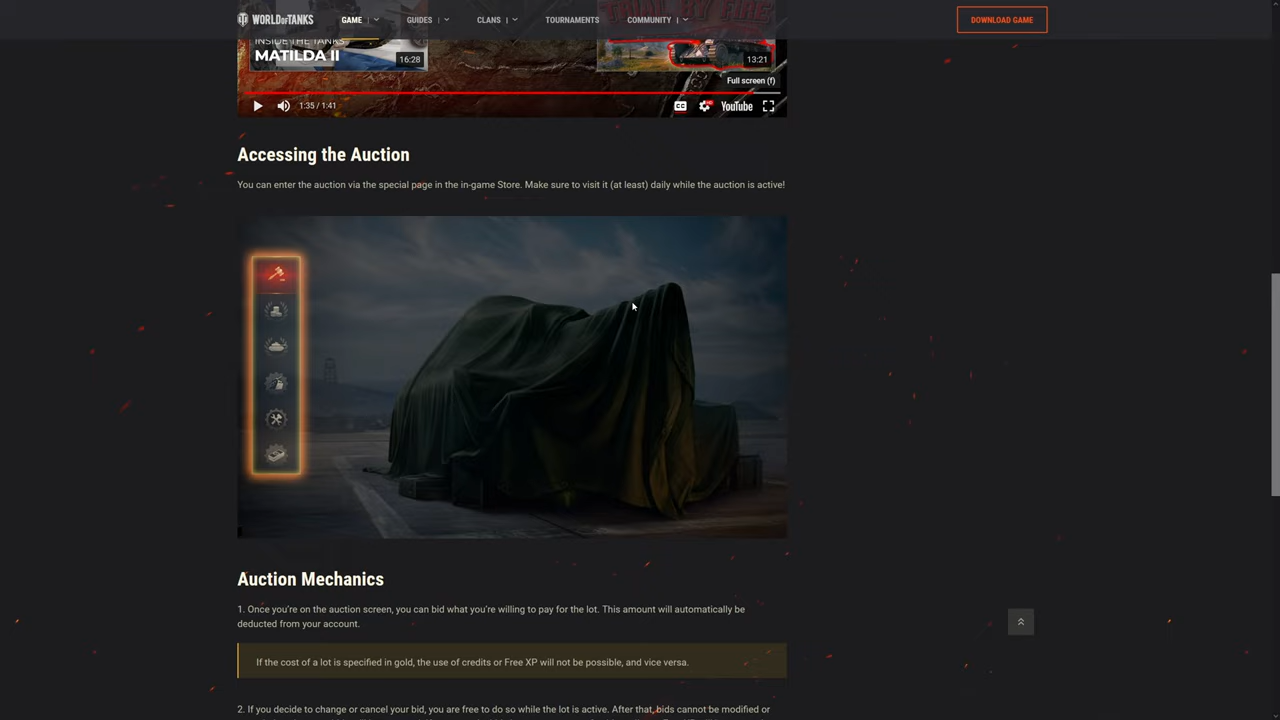 WORLD OF TANKS GAME GUIDES CLANS TOURNAMENTS COMMUNITY DOWNLOAD GAME
TRIAL BY FIRE
INSIDE THE TANKS
MATILDA II
16:28
13:21
Full screen (f)
1:35 / 1:41
CC
YouTube
Accessing the Auction
You can enter the auction via the special page in the in-game Store. Make sure to visit it (at least) daily while the auction is active!
Auction Mechanics
1. Once you're on the auction screen, you can bid what you're willing to pay for the lot. This amount will automatically be
deducted from your account.
If the cost of a lot is specified in gold, the use of credits or Free XP will not be possible, and vice versa.
2. If you decide to change or cancel your bid, you are free to do so while the lot is active. After that, bids cannot be modified or